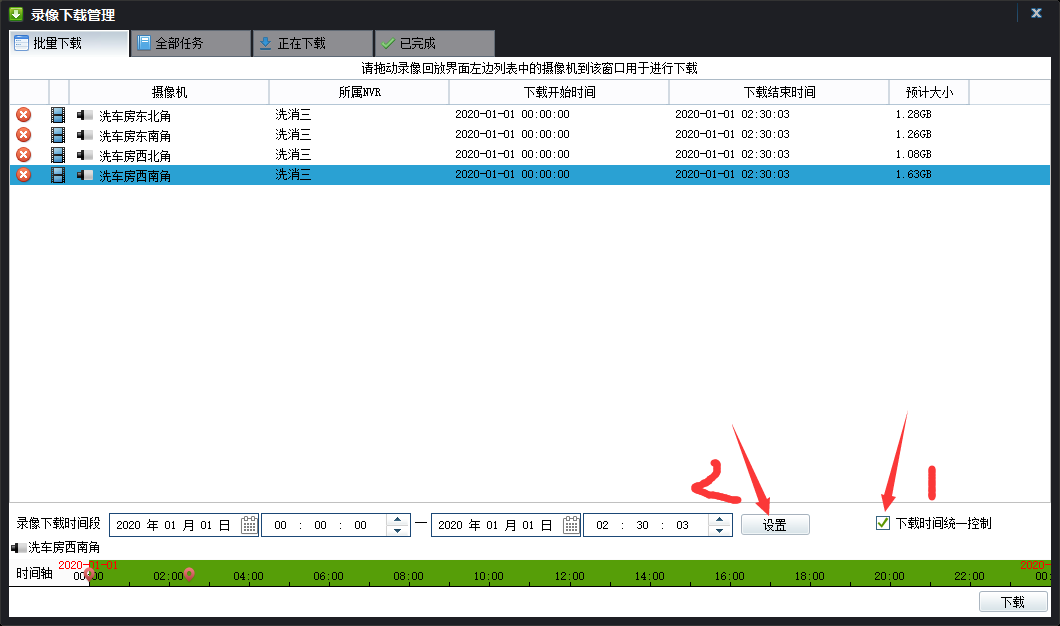 录像下载管理
批量下载 全部任务 正在下载 已完成
请拖动录像回放界面左边列表中的摄像机到该窗口用于进行下载
摄像机 所属NVR 下载开始时间 下载结束时间 预计大小
洗车房东北角 洗消三 2020-01-01 00:00:00 2020-01-01 02:30:03 1.28GB
洗车房东南角 洗消三 2020-01-01 00:00:00 2020-01-01 02:30:03 1.26GB
洗车房西北角 洗消三 2020-01-01 00:00:00 2020-01-01 02:30:03 1.08GB
洗车房西南角 洗消三 2020-01-01 00:00:00 2020-01-01 02:30:03 1.63GB
2 1
录像下载时间段 2020 年 01 月 01 日 00 : 00 : 00 — 2020 年 01 月 01 日 02 : 30 : 03 设置 下载时间统一控制
洗车房西南角
2020-01-01 2020-
时间轴 00:00 02:00 04:00 06:00 08:00 10:00 12:00 14:00 16:00 18:00 20:00 22:00 00:
下载